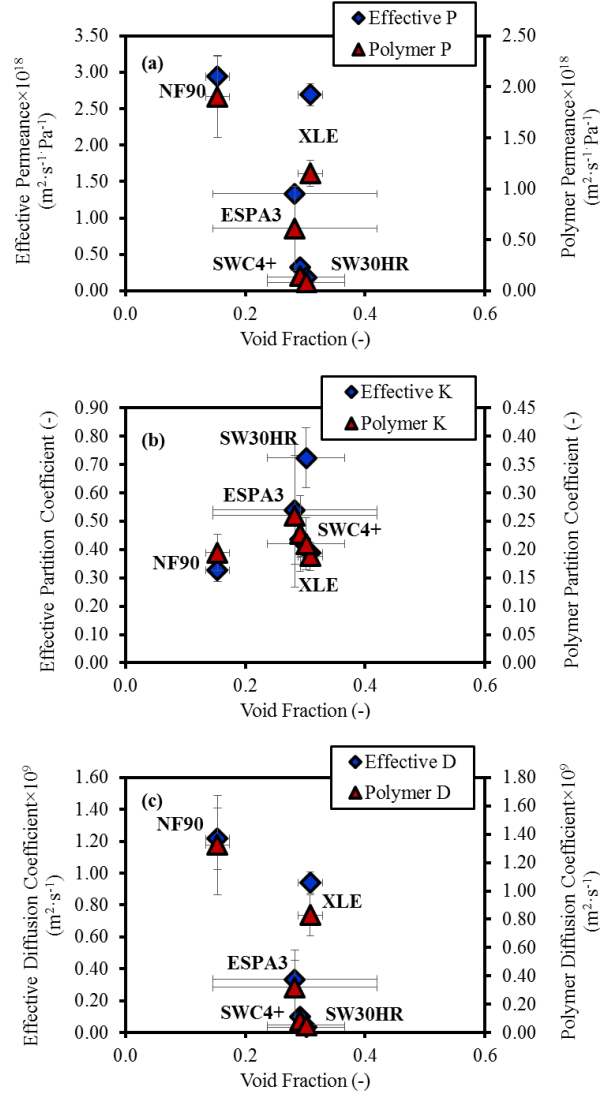 Effective P
Polymer P
(a)
3.50
3.00
2.50
2.00
1.50
1.00
0.50
0.00
2.50
2.00
1.50
1.00
0.50
0.00
Effective Permeance×10¹⁸
(m²·s⁻¹·Pa⁻¹)
Polymer Permeance×10¹⁸
(m²·s⁻¹·Pa⁻¹)
NF90
XLE
ESPA3
SWC4+
SW30HR
0.0
0.2
0.4
0.6
Void Fraction (-)
Effective K
Polymer K
(b)
0.90
0.80
0.70
0.60
0.50
0.40
0.30
0.20
0.10
0.00
0.45
0.40
0.35
0.30
0.25
0.20
0.15
0.10
0.05
0.00
Effective Partition Coefficient (-)
Polymer Partition Coefficient (-)
SW30HR
ESPA3
SWC4+
NF90
XLE
0.0
0.2
0.4
0.6
Void Fraction (-)
Effective D
Polymer D
(c)
1.60
1.40
1.20
1.00
0.80
0.60
0.40
0.20
0.00
1.80
1.60
1.40
1.20
1.00
0.80
0.60
0.40
0.20
0.00
Effective Diffusion Coefficient×10⁹
(m²·s⁻¹)
Polymer Diffusion Coefficient×10⁹
(m²·s⁻¹)
NF90
XLE
ESPA3
SWC4+
SW30HR
0.0
0.2
0.4
0.6
Void Fraction (-)